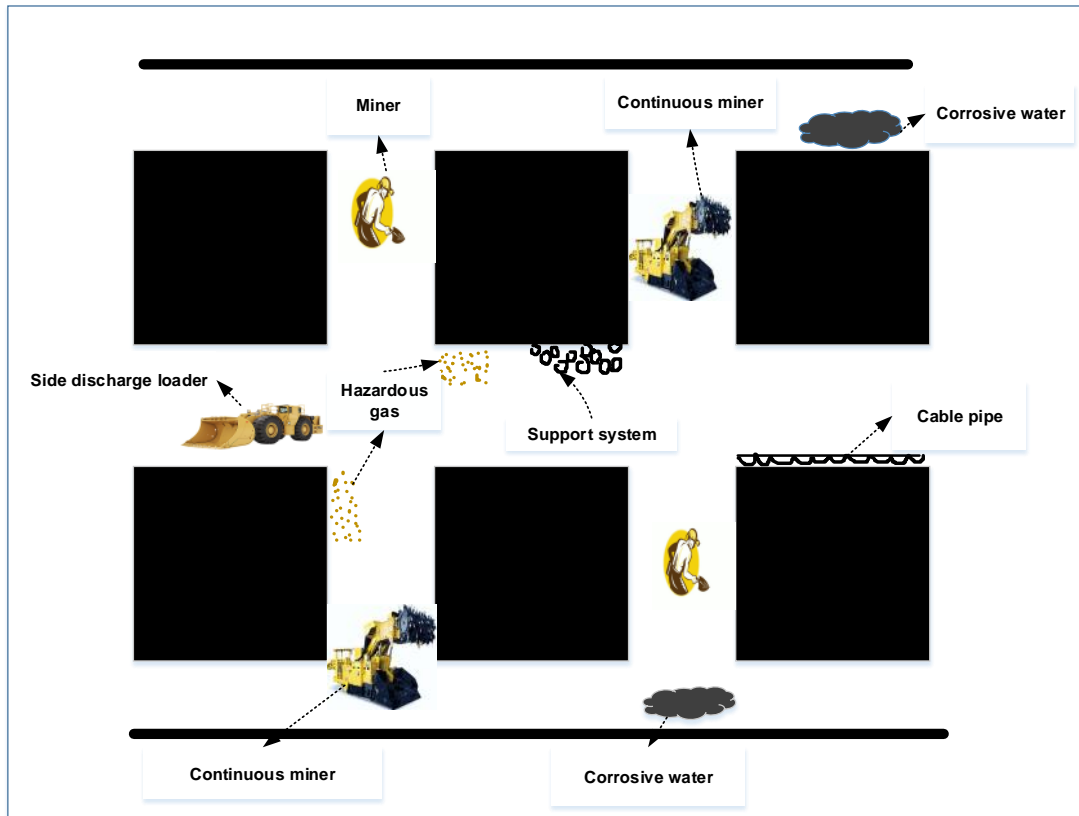 Miner
Continuous miner
Corrosive water
Side discharge loader
Hazardous
gas
Support system
Cable pipe
Continuous miner
Corrosive water